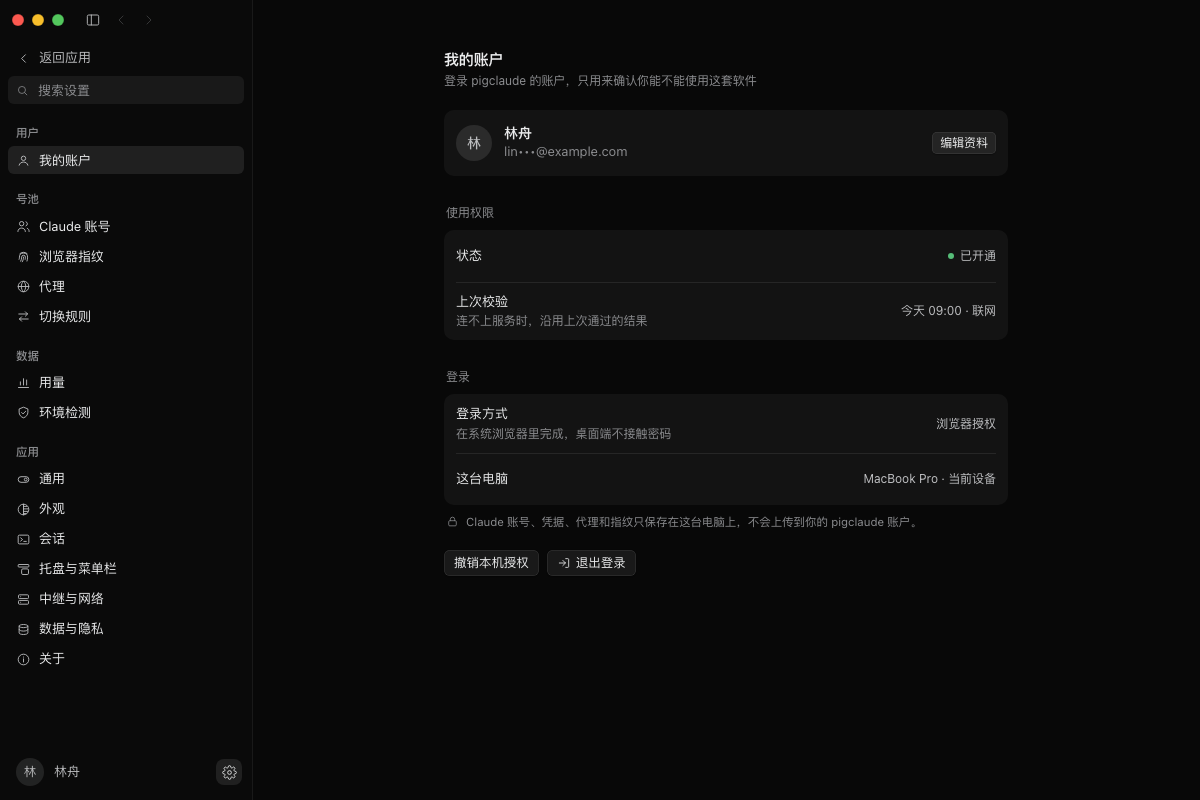 返回应用
搜索设置
用户
我的账户
号池
Claude 账号
浏览器指纹
代理
切换规则
数据
用量
环境检测
应用
通用
外观
会话
托盘与菜单栏
中继与网络
数据与隐私
关于
林 林舟
我的账户
登录 pigclaude 的账户，只用来确认你能不能使用这套软件
林
林舟
lin•••@example.com
编辑资料
使用权限
状态
已开通
上次校验
连不上服务时，沿用上次通过的结果
今天 09:00 · 联网
登录
登录方式
在系统浏览器里完成，桌面端不接触密码
浏览器授权
这台电脑
MacBook Pro · 当前设备
Claude 账号、凭据、代理和指纹只保存在这台电脑上，不会上传到你的 pigclaude 账户。
撤销本机授权
退出登录